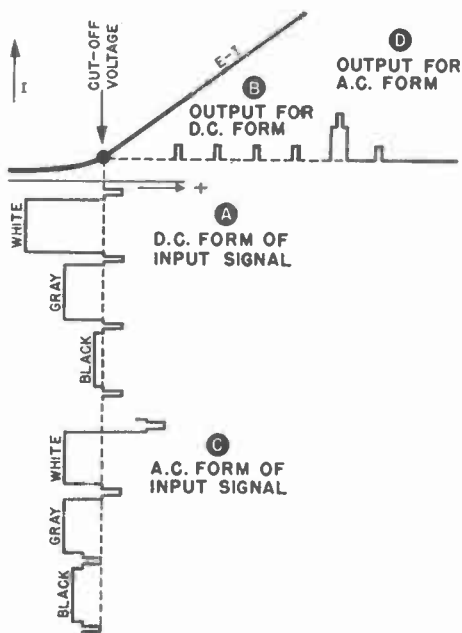 I
CUT-OFF
VOLTAGE
E-I
B
OUTPUT FOR
D.C. FORM
D
OUTPUT FOR
A.C. FORM
+
WHITE
GRAY
BLACK
A
D.C. FORM OF
INPUT SIGNAL
WHITE
GRAY
BLACK
C
A.C. FORM OF
INPUT SIGNAL